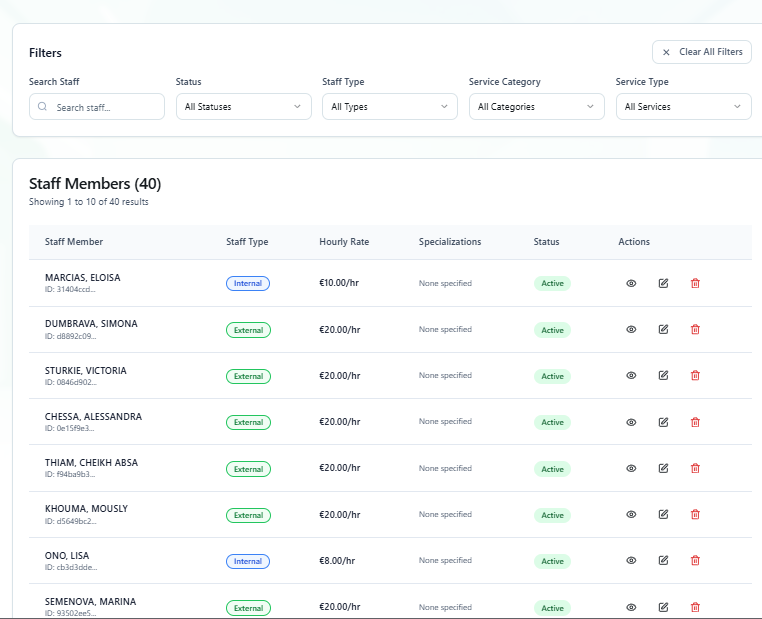 Filters
Clear All Filters
Search Staff Status Staff Type Service Category Service Type
Search staff... All Statuses All Types All Categories All Services
Staff Members (40)
Showing 1 to 10 of 40 results
Staff Member Staff Type Hourly Rate Specializations Status Actions
MARCIAS, ELOISA Internal €10.00/hr None specified Active
ID: 31404ccd...
DUMBRAVA, SIMONA External €20.00/hr None specified Active
ID: d8892c09...
STURKIE, VICTORIA External €20.00/hr None specified Active
ID: 0846d902...
CHESSA, ALESSANDRA External €20.00/hr None specified Active
ID: 0e15f9e3...
THIAM, CHEIKH ABSA External €20.00/hr None specified Active
ID: f94ba9b3...
KHOUMA, MOUSLY External €20.00/hr None specified Active
ID: d5649bc2...
ONO, LISA Internal €8.00/hr None specified Active
ID: cb3d3dde...
SEMENOVA, MARINA External €20.00/hr None specified Active
ID: 93502ee5...